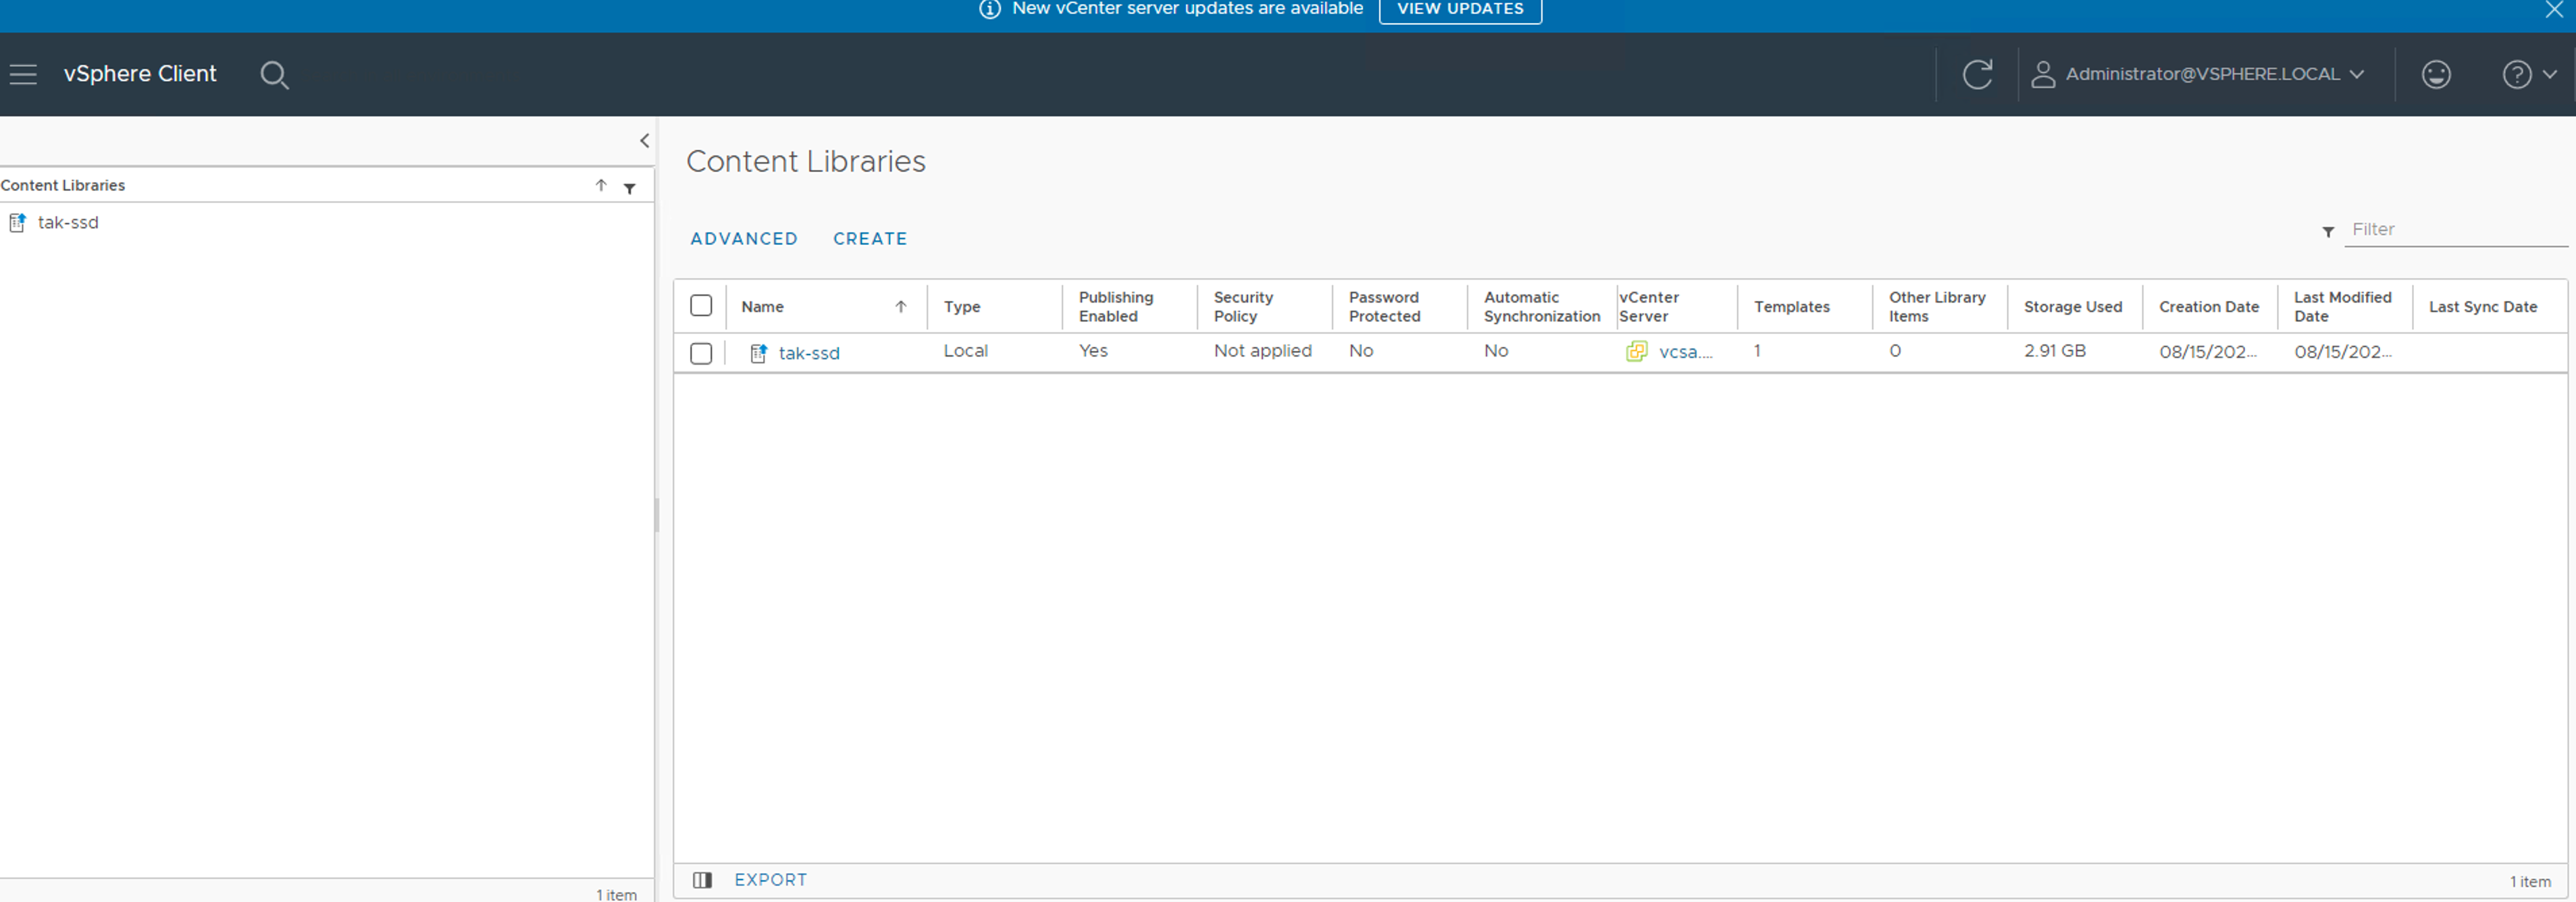 New vCenter server updates are available VIEW UPDATES
vSphere Client
Administrator@VSPHERE.LOCAL
Content Libraries
tak-ssd
1 item
Content Libraries
ADVANCED CREATE
Filter
Name Type Publishing Enabled Security Policy Password Protected Automatic Synchronization vCenter Server Templates Other Library Items Storage Used Creation Date Last Modified Date Last Sync Date
tak-ssd Local Yes Not applied No No vcsa.... 1 0 2.91 GB 08/15/202... 08/15/202...
EXPORT
1 item